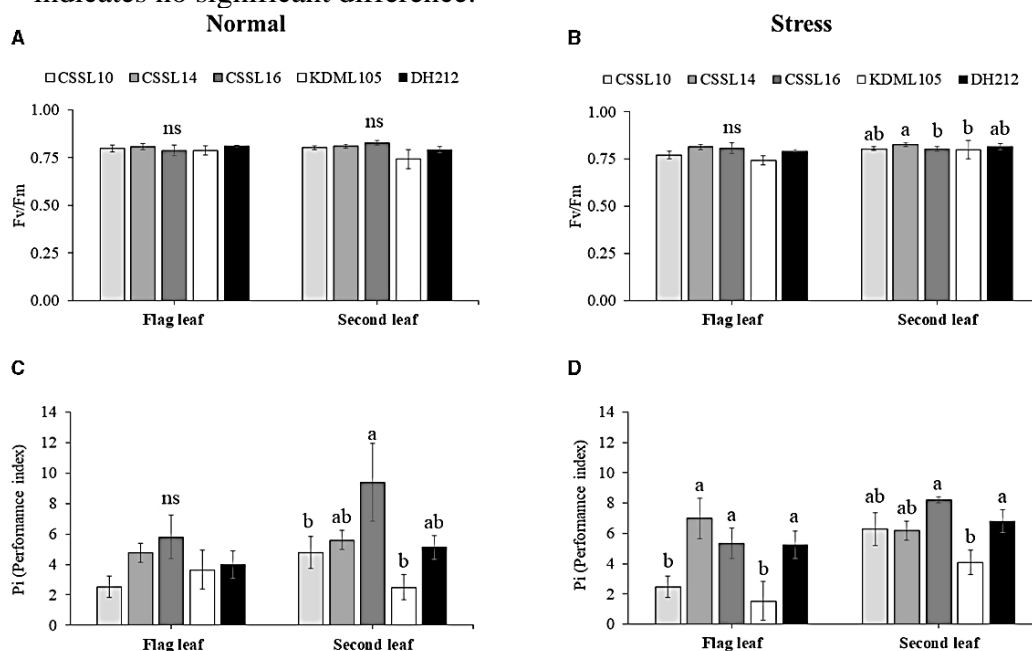 indicates no significant difference.
Normal
Stress
A
CSSL10 CSSL14 CSSL16 KDML105 DH212
Fv/Fm
1.00
0.75
0.50
0.25
0.00
ns
ns
Flag leaf
Second leaf
B
CSSL10 CSSL14 CSSL16 KDML105 DH212
Fv/Fm
1.00
0.75
0.50
0.25
0.00
ns
ab a b b ab
Flag leaf
Second leaf
C
Pi (Performance index)
14
12
10
8
6
4
2
0
ns
b ab a b ab
Flag leaf
Second leaf
D
Pi (Performance index)
14
12
10
8
6
4
2
0
b a a b a
ab ab a b a
Flag leaf
Second leaf